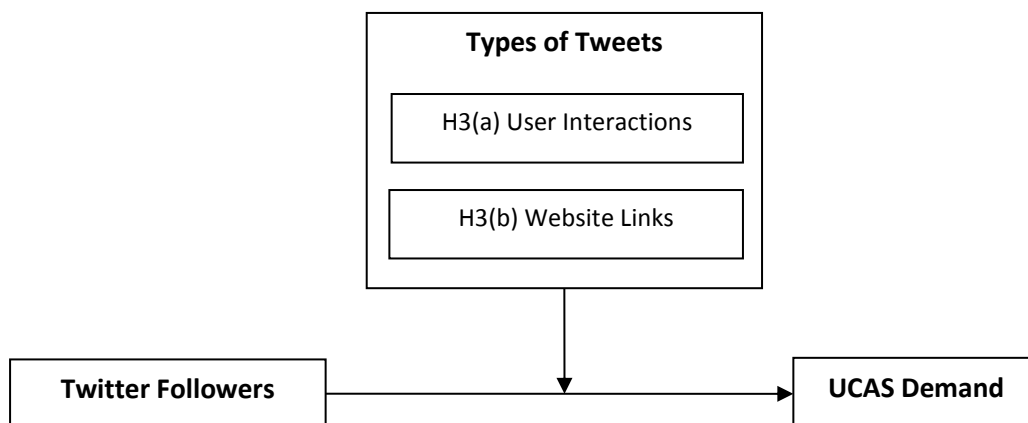 Types of Tweets
H3(a) User Interactions
H3(b) Website Links
Twitter Followers
UCAS Demand